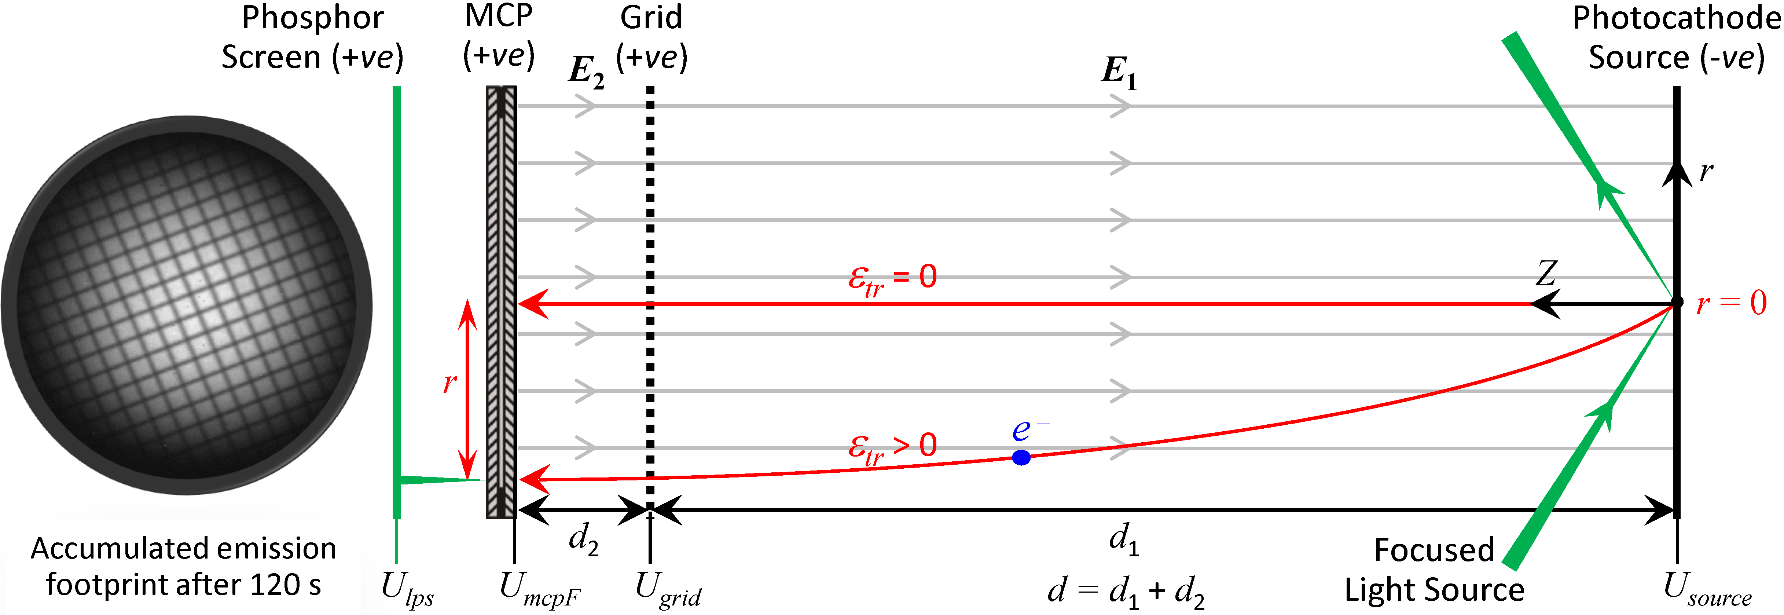 Phosphor
Screen (+ve)
MCP
(+ve)
Grid
(+ve)
Photocathode
Source (-ve)
E₂
E₁
r
Z
r = 0
εtr = 0
r
εtr > 0
e⁻
d₂
d₁
d = d₁ + d₂
Focused
Light Source
Accumulated emission
footprint after 120 s
Ulps
UmcpF
Ugrid
Usource